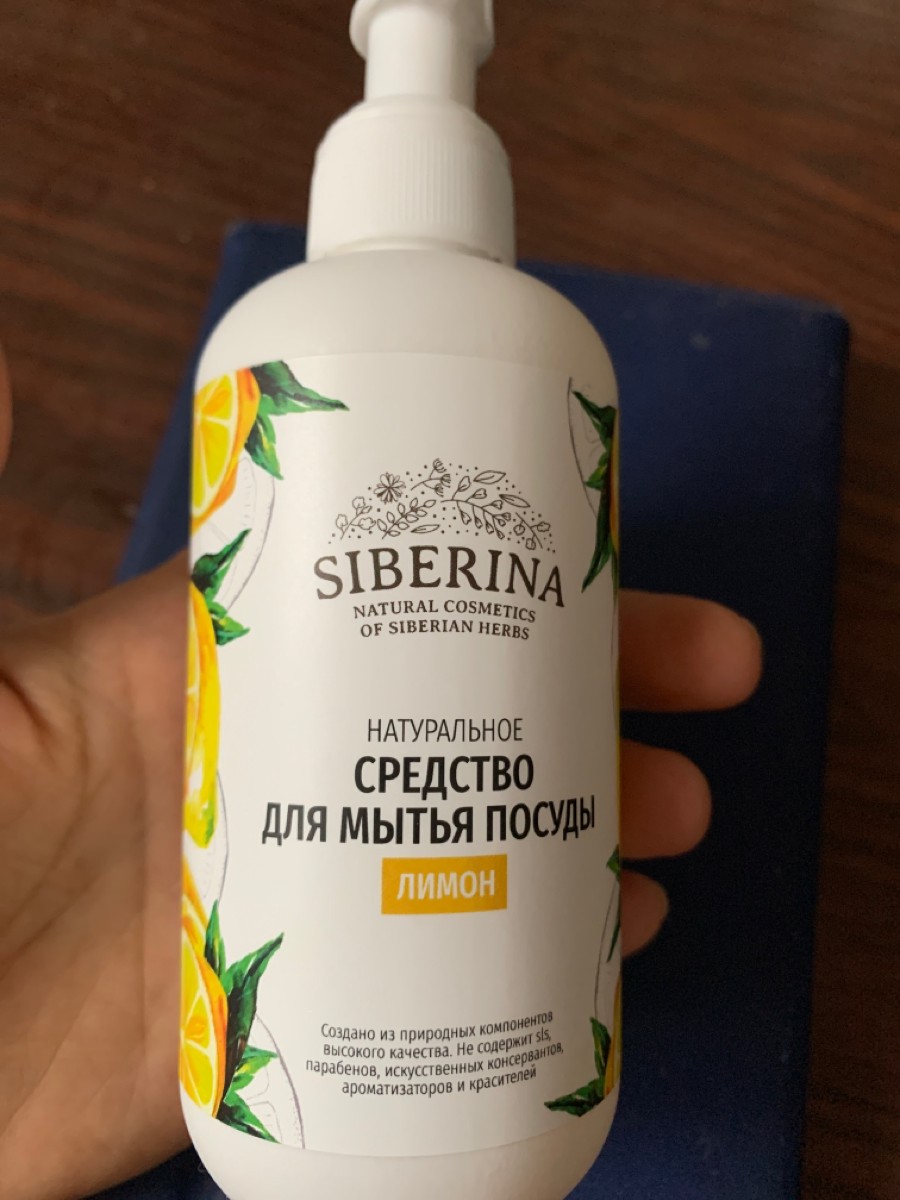 SIBERINA
NATURAL COSMETICS
OF SIBERIAN HERBS
НАТУРАЛЬНОЕ
СРЕДСТВО
ДЛЯ МЫТЬЯ ПОСУДЫ
ЛИМОН
Создано из природных компонентов
высокого качества. Не содержит sls,
парабенов, искусственных консервантов,
ароматизаторов и красителей